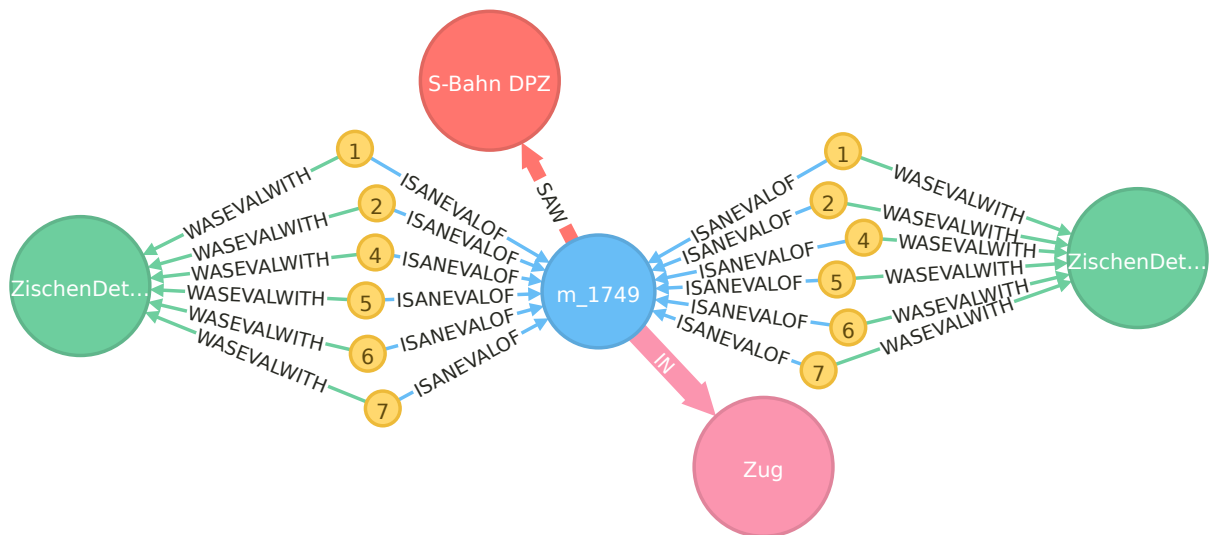 S-Bahn DPZ
SAW
1
WASEVALWITH
ISANEVALOF
2
WASEVALWITH
ISANEVALOF
4
WASEVALWITH
ISANEVALOF
5
WASEVALWITH
ISANEVALOF
6
WASEVALWITH
ISANEVALOF
7
WASEVALWITH
ISANEVALOF
ZischenDet...
m_1749
1
ISANEVALOF
WASEVALWITH
2
ISANEVALOF
WASEVALWITH
4
ISANEVALOF
WASEVALWITH
5
ISANEVALOF
WASEVALWITH
6
ISANEVALOF
WASEVALWITH
7
ISANEVALOF
WASEVALWITH
ZischenDet...
IN
Zug